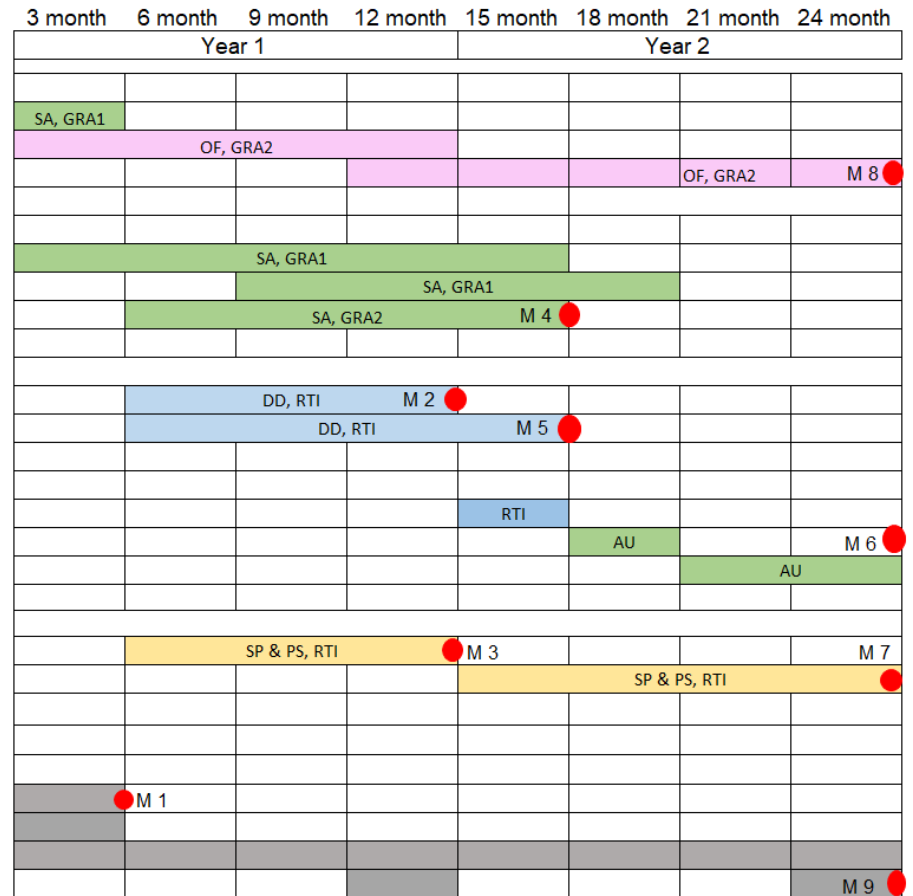 3 month 6 month 9 month 12 month 15 month 18 month 21 month 24 month
Year 1 Year 2
SA, GRA1
OF, GRA2
OF, GRA2 M 8
SA, GRA1
SA, GRA1
SA, GRA2 M 4
DD, RTI M 2
DD, RTI M 5
RTI
AU M 6
AU
SP & PS, RTI M 3 M 7
SP & PS, RTI
M 1
M 9